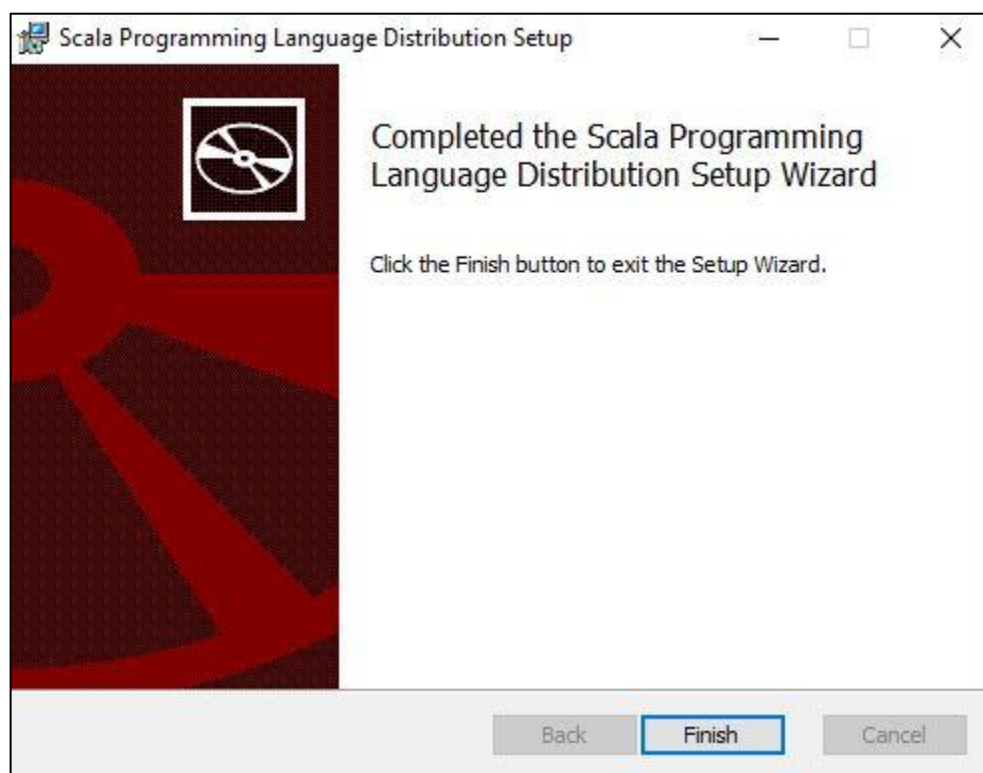 Scala Programming Language Distribution Setup
Completed the Scala Programming
Language Distribution Setup Wizard
Click the Finish button to exit the Setup Wizard.
Back Finish Cancel